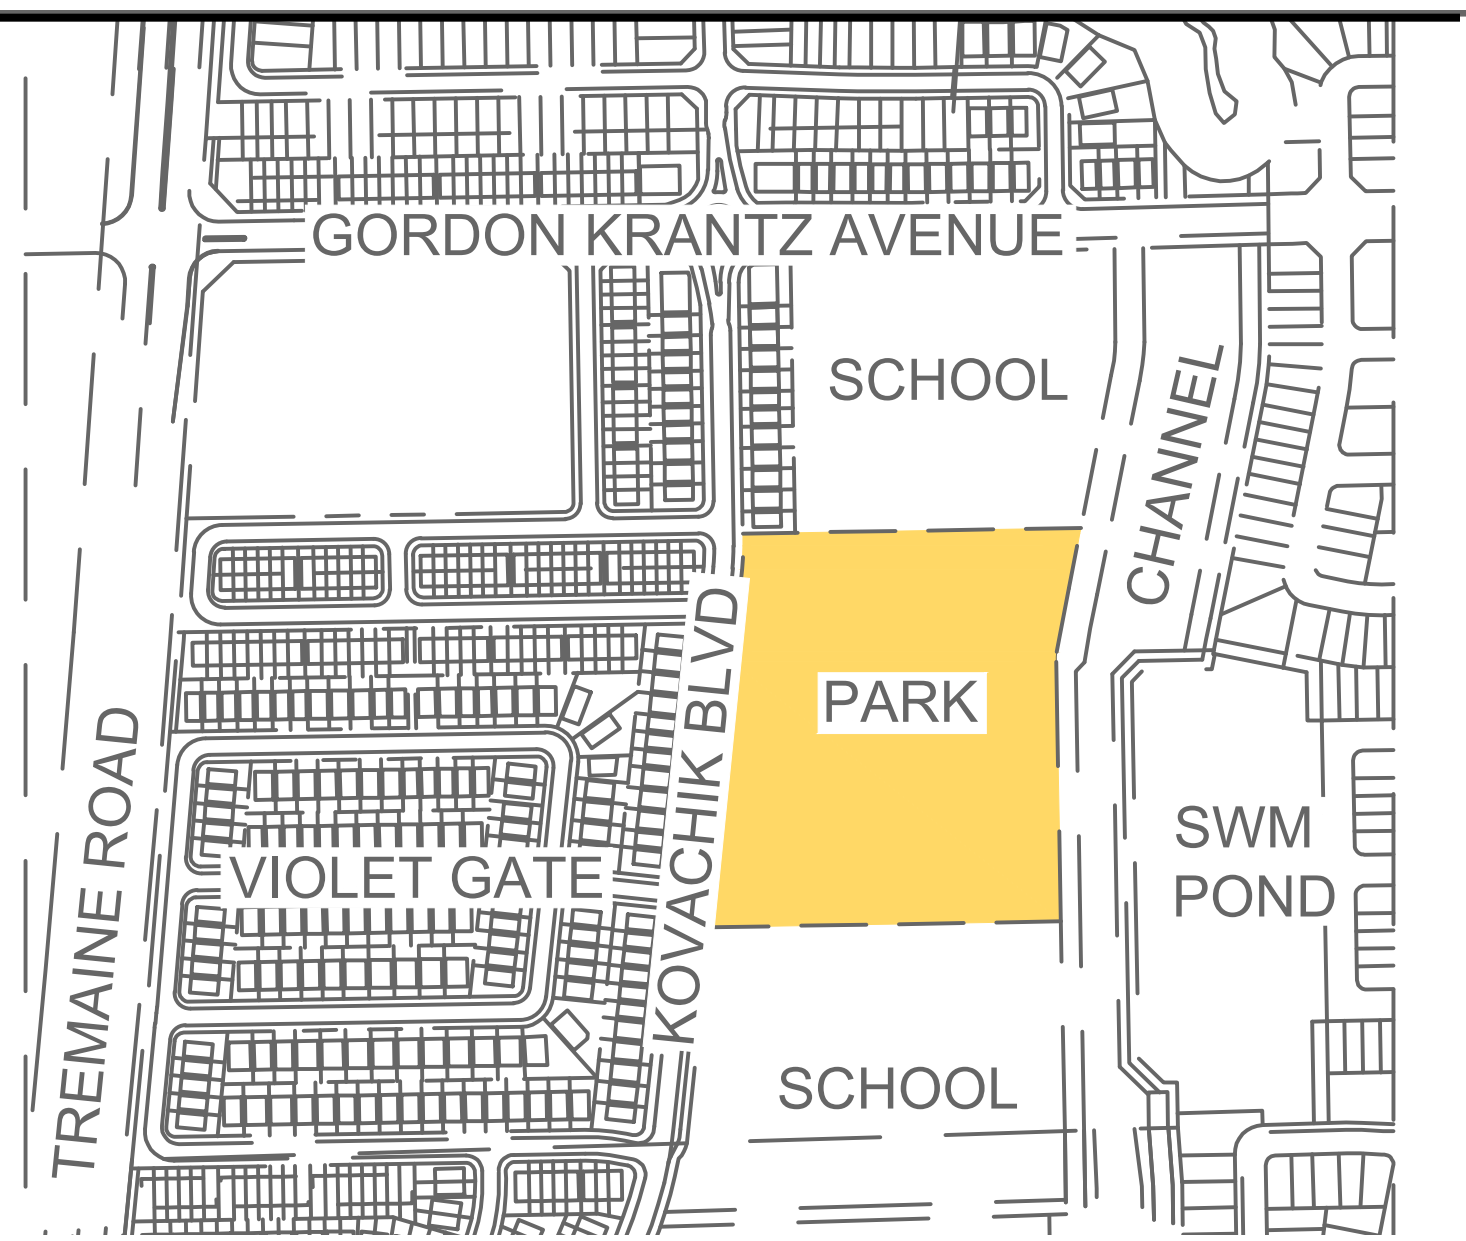 GORDON KRANTZ AVENUE
SCHOOL
CHANNEL
PARK
KOVACHIK BLVD
TREMAINE ROAD
VIOLET GATE
SWM
POND
SCHOOL